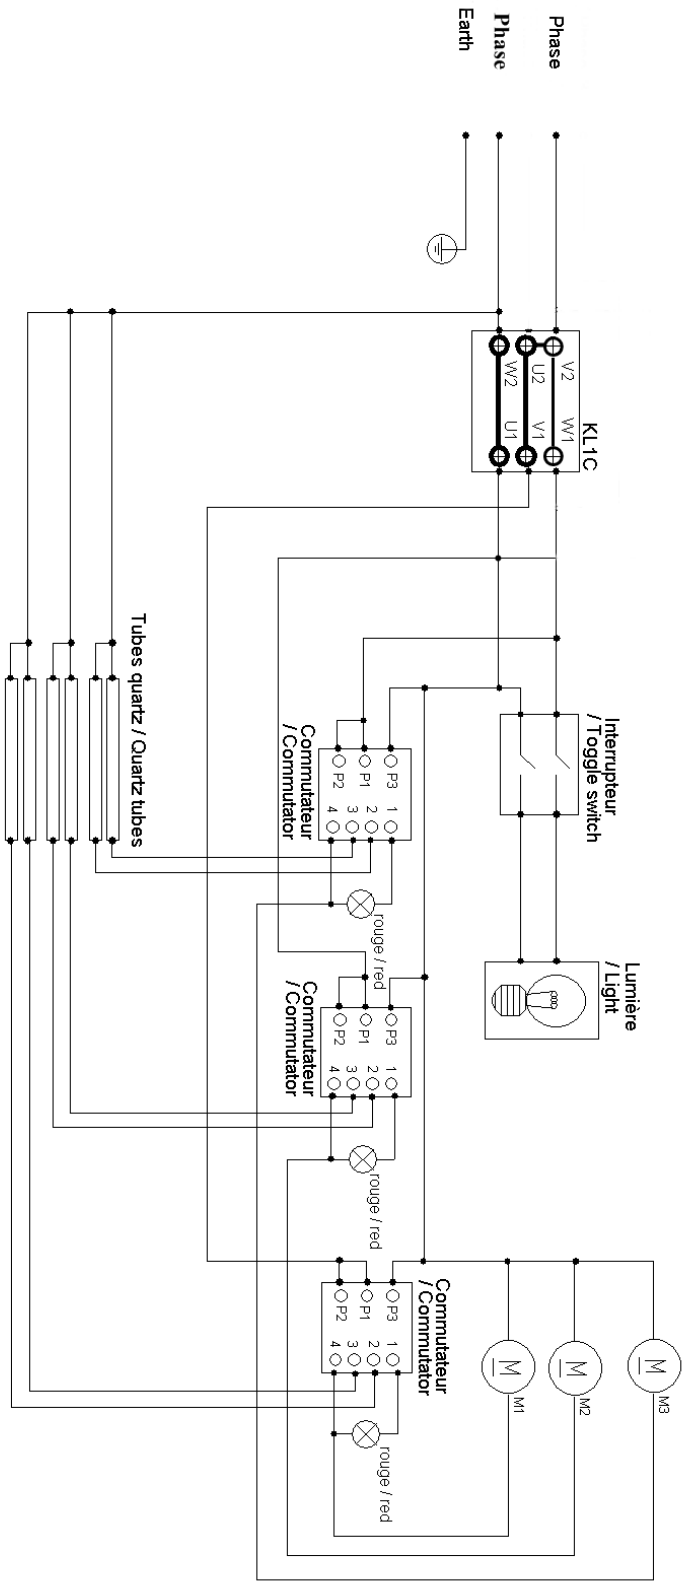 Phase
Phase
Earth
KL1C
V2
W1
U2
V1
W2
U1
Interrupteur
/ Toggle switch
Lumière
/ Light
Tubes quartz / Quartz tubes
Commutateur
/ Commutator
P3
P1
P2
1
2
3
4
rouge / red
Commutateur
/ Commutator
P3
P1
P2
1
2
3
4
rouge / red
Commutateur
/ Commutator
P3
P1
P2
1
2
3
4
rouge / red
M
M3
M
M2
M
M1